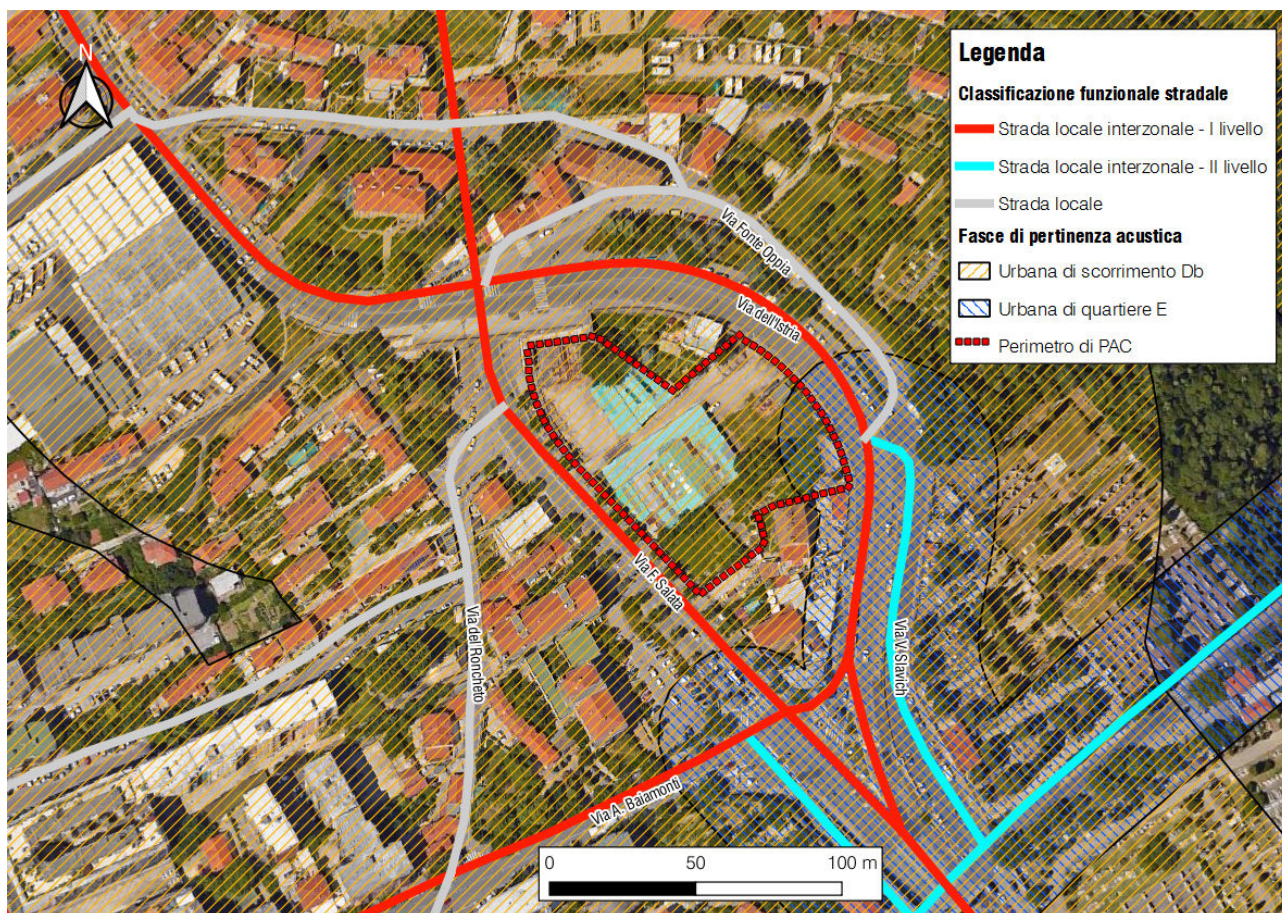 N
Legenda
Classificazione funzionale stradale
Strada locale interzonale - I livello
Strada locale interzonale - II livello
Strada locale
Fasce di pertinenza acustica
Urbana di scorrimento Db
Urbana di quartiere E
Perimetro di PAC
Via Fonte Oppia
Via dell'Istria
Via F. Salata
Via del Roncheto
Via V. Slavich
Via A. Baiamonti
0 50 100 m